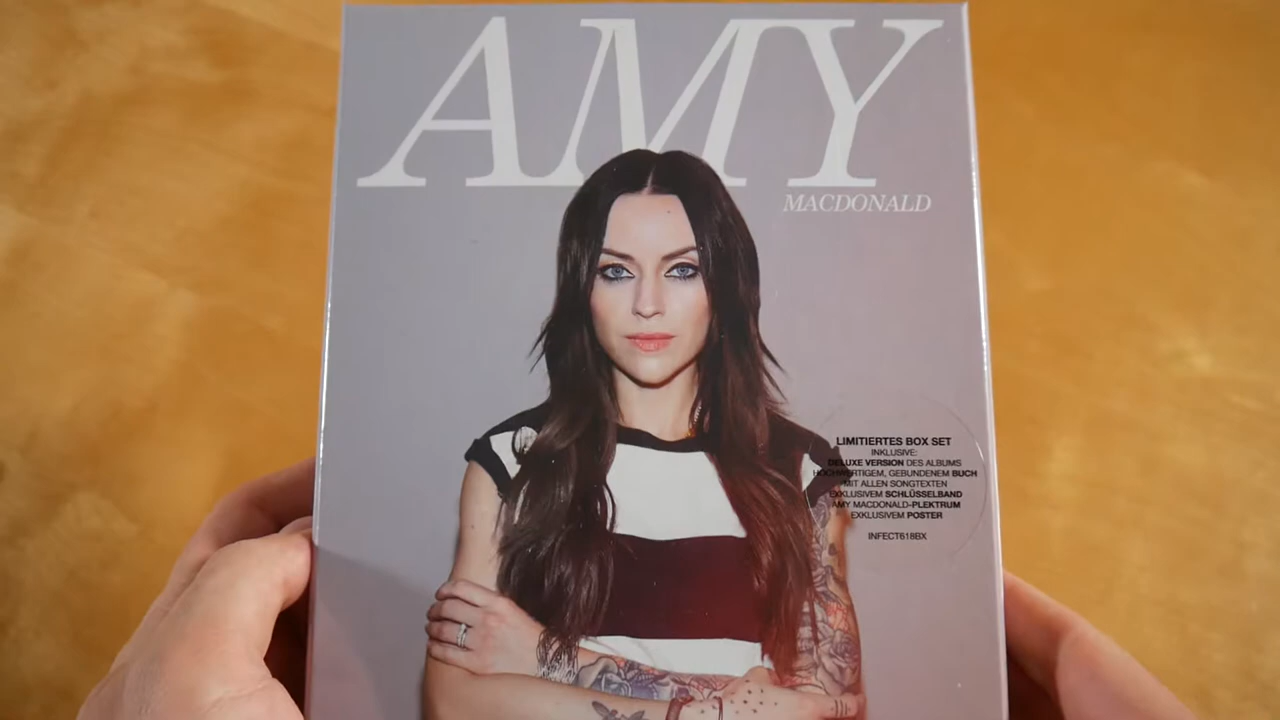 AMY
MACDONALD
LIMITIERTES BOX SET
INKLUSIVE:
DELUXE VERSION DES ALBUMS
HOCHWERTIGEM, GEBUNDENEM BUCH
MIT ALLEN SONGTEXTEN
EXKLUSIVEM SCHLÜSSELBAND
AMY MACDONALD-PLEKTRUM
EXKLUSIVEM POSTER
INFECT618BX